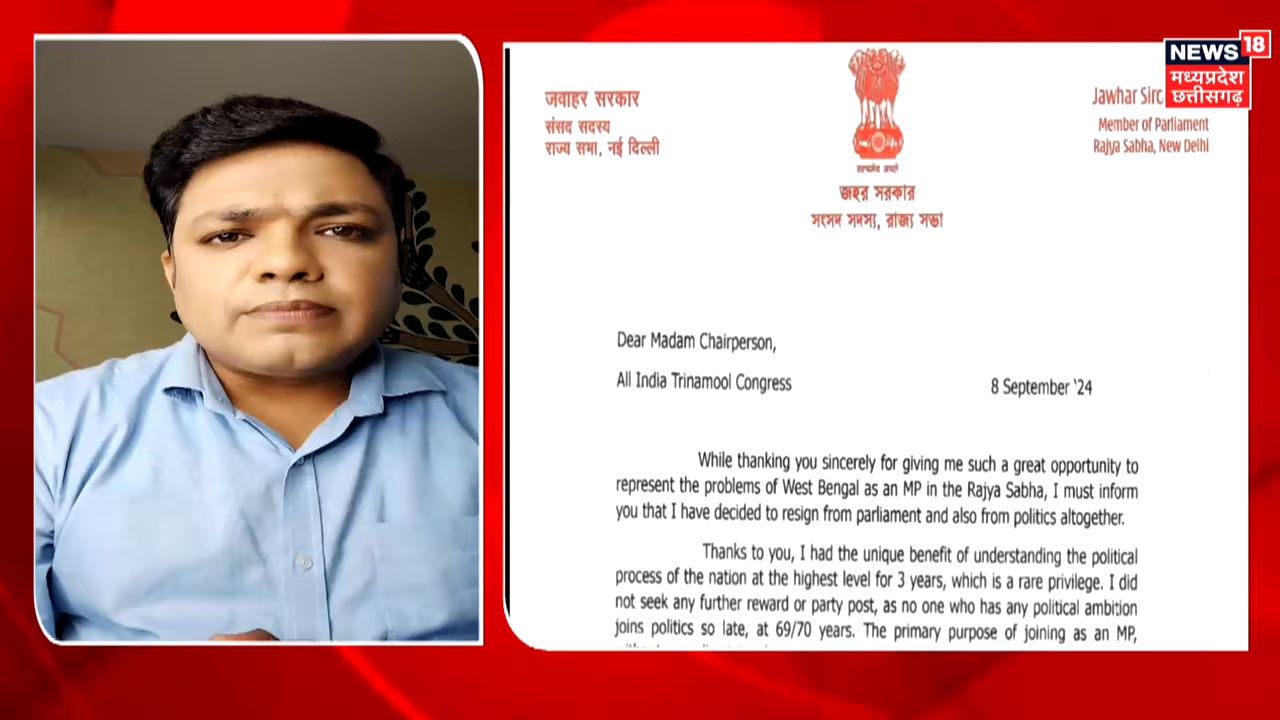 NEWS 18
मध्यप्रदेश
छत्तीसगढ़
जवाहर सरकार
संसद सदस्य
राज्य सभा, नई दिल्ली
सत्यमेव जयते
জহর সরকার
সংসদ সদস্য, রাজ্য সভা
Jawhar Sirc
Member of Parliament
Rajya Sabha, New Delhi
Dear Madam Chairperson,
All India Trinamool Congress
8 September '24
While thanking you sincerely for giving me such a great opportunity to
represent the problems of West Bengal as an MP in the Rajya Sabha, I must inform
you that I have decided to resign from parliament and also from politics altogether.
Thanks to you, I had the unique benefit of understanding the political
process of the nation at the highest level for 3 years, which is a rare privilege. I did
not seek any further reward or party post, as no one who has any political ambition
joins politics so late, at 69/70 years. The primary purpose of joining as an MP,